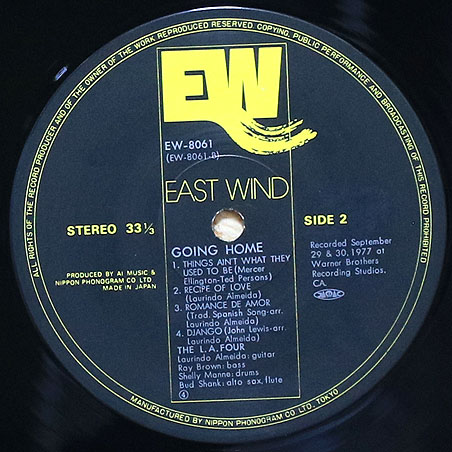 ALL RIGHTS OF THE RECORD PRODUCER AND OF THE OWNER OF THE WORK REPRODUCED RESERVED. COPYING, PUBLIC PERFORMANCE AND BROADCASTING OF THIS RECORD PROHIBITED
EW
EW-8061
(EW-8061-B)
EAST WIND
STEREO 33⅓
SIDE 2
PRODUCED BY AI MUSIC &
NIPPON PHONOGRAM CO LTD
MADE IN JAPAN
GOING HOME
1. THINGS AIN'T WHAT THEY
USED TO BE (Mercer
Ellington-Ted Persons)
2. RECIPE OF LOVE
(Laurindo Almeida)
3. ROMANCE DE AMOR
(Trad. Spanish Song-arr.
Laurindo Almeida)
4. DJANGO (John Lewis-arr.
Laurindo Almeida)
THE L.A. FOUR
Laurindo Almeida: guitar
Ray Brown: bass
Shelly Manne: drums
Bud Shank: alto sax, flute
④
Recorded September
29 & 30, 1977 at
Warner Brothers
Recording Studios,
CA.
MANUFACTURED BY NIPPON PHONOGRAM CO LTD, TOKYO